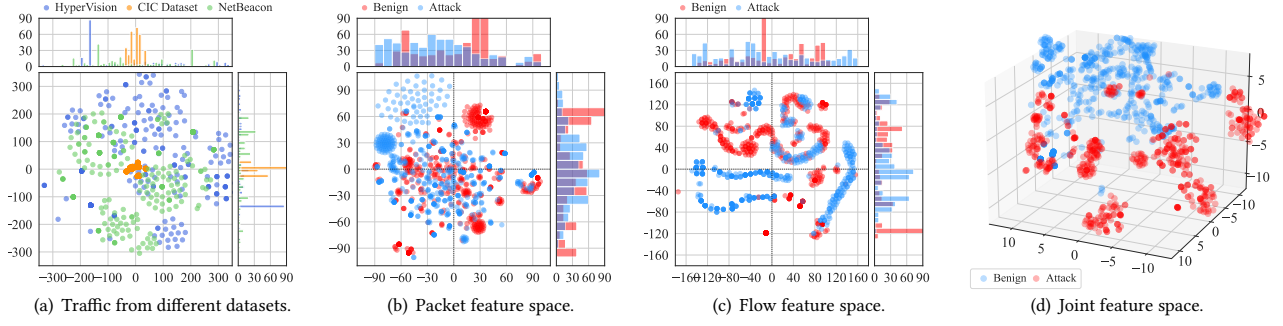 HyperVision CIC Dataset NetBeacon
90
60
30
0
300
200
100
0
−100
−200
−300
−300 −200 −100 0 100 200 300
0 30 60 90
(a) Traffic from different datasets.
Benign Attack
90
60
30
0
90
60
30
0
−30
−60
−90
−90 −60 −30 0 30 60 90
0 30 60 90
(b) Packet feature space.
Benign Attack
90
60
30
0
160
120
80
40
0
−40
−80
−120
−160
−160 −120 −80 −40 0 40 80 120 160
0 30 60 90
(c) Flow feature space.
5
0
−5
−10
10 5 0 −5 −10
10 5 0 −5 −10
Benign Attack
(d) Joint feature space.